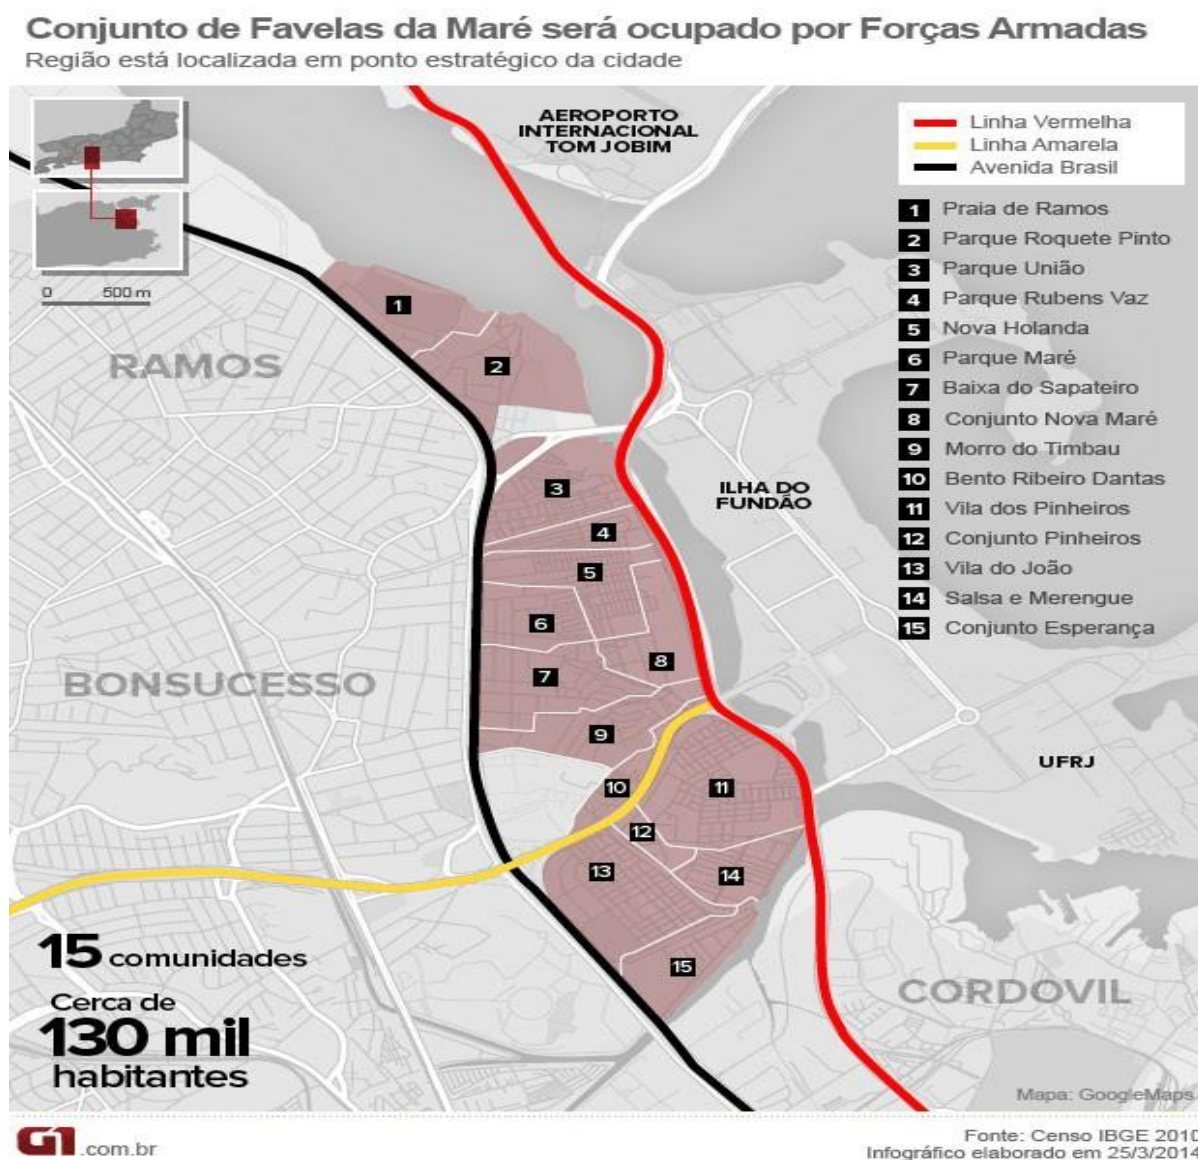 Conjunto de Favelas da Maré será ocupado por Forças Armadas
Região está localizada em ponto estratégico da cidade
AEROPORTO
INTERNACIONAL
TOM JOBIM
Linha Vermelha
Linha Amarela
Avenida Brasil
1 Praia de Ramos
2 Parque Roquete Pinto
3 Parque União
4 Parque Rubens Vaz
5 Nova Holanda
6 Parque Maré
7 Baixa do Sapateiro
8 Conjunto Nova Maré
9 Morro do Timbau
10 Bento Ribeiro Dantas
11 Vila dos Pinheiros
12 Conjunto Pinheiros
13 Vila do João
14 Salsa e Merengue
15 Conjunto Esperança
0 500 m
1
RAMOS
2
3
ILHA DO
FUNDÃO
4
5
6
8
7
BONSUCESSO
9
UFRJ
10
11
12
13
14
15 comunidades
15
CORDOVIL
Cerca de
130 mil
habitantes
Mapa: GoogleMaps
G1.com.br
Fonte: Censo IBGE 2010
Infográfico elaborado em 25/3/2014